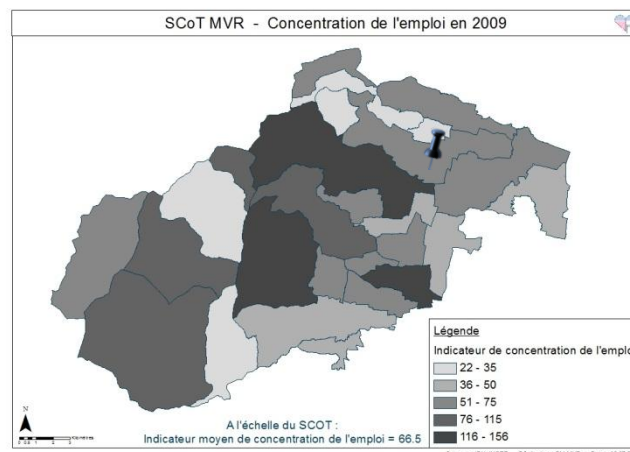 SCoT MVR - Concentration de l'emploi en 2009
Légende
Indicateur de concentration de l'emploi
22 - 35
36 - 50
51 - 75
76 - 115
116 - 156
N
A l'échelle du SCOT :
Indicateur moyen de concentration de l'emploi = 66.5